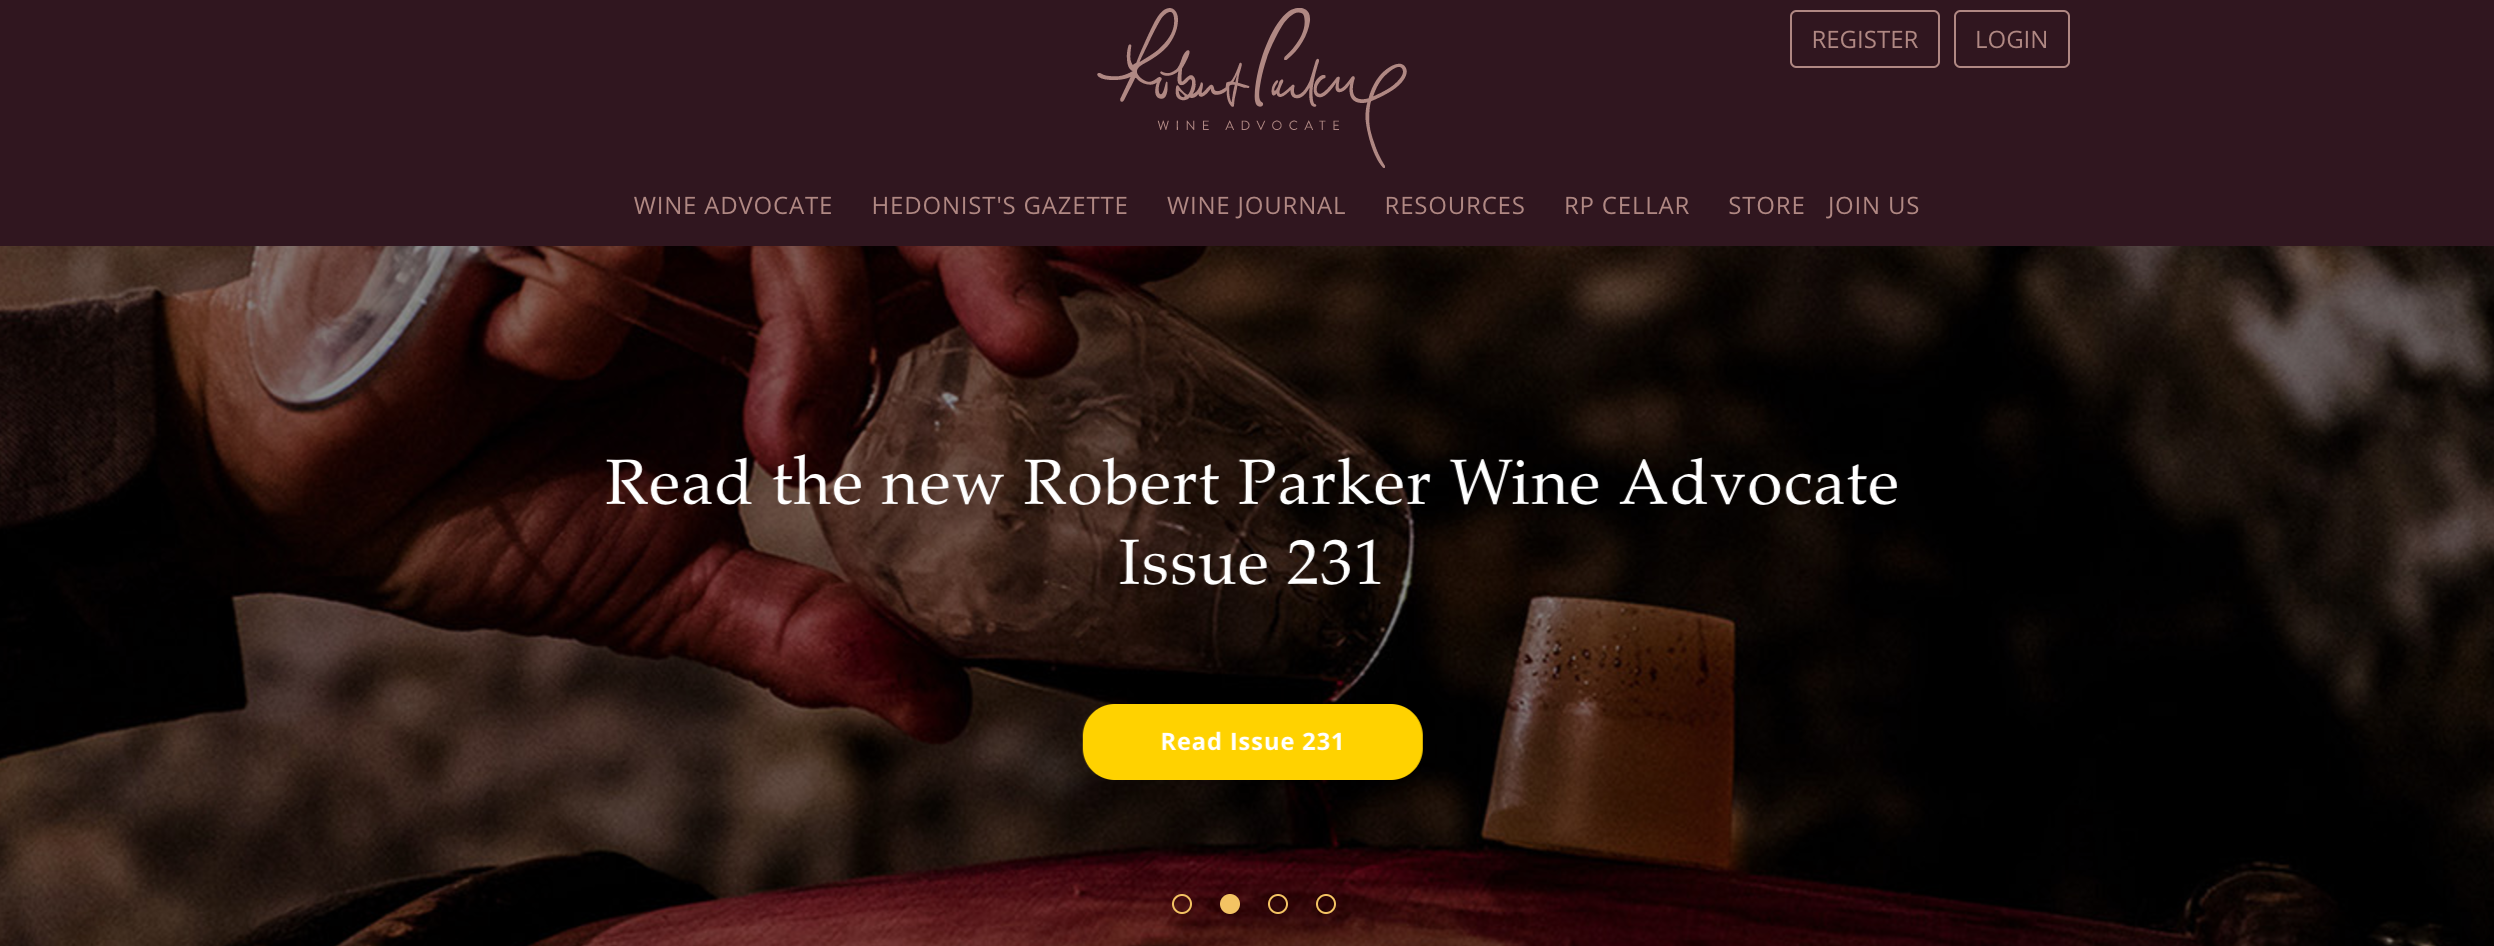 Robert Parker
WINE ADVOCATE
REGISTER
LOGIN
WINE ADVOCATE HEDONIST'S GAZETTE WINE JOURNAL RESOURCES RP CELLAR STORE JOIN US
Read the new Robert Parker Wine Advocate
Issue 231
Read Issue 231